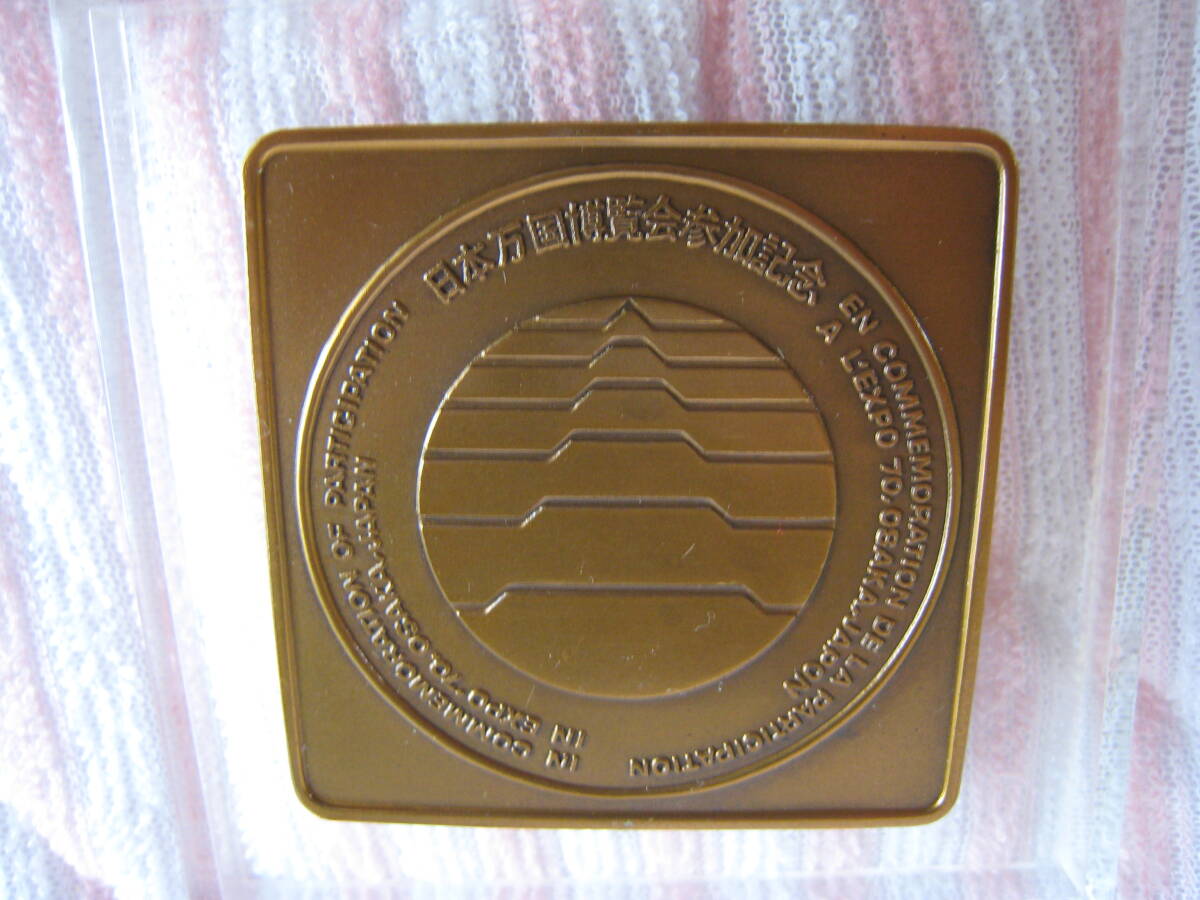 日本万国博覧会参加記念
EN COMMEMORATION DE LA PARTICIPATION
A L'EXPO 70, OSAKA, JAPON
IN COMMEMORATION OF PARTICIPATION
IN EXPO 70, OSAKA, JAPAN